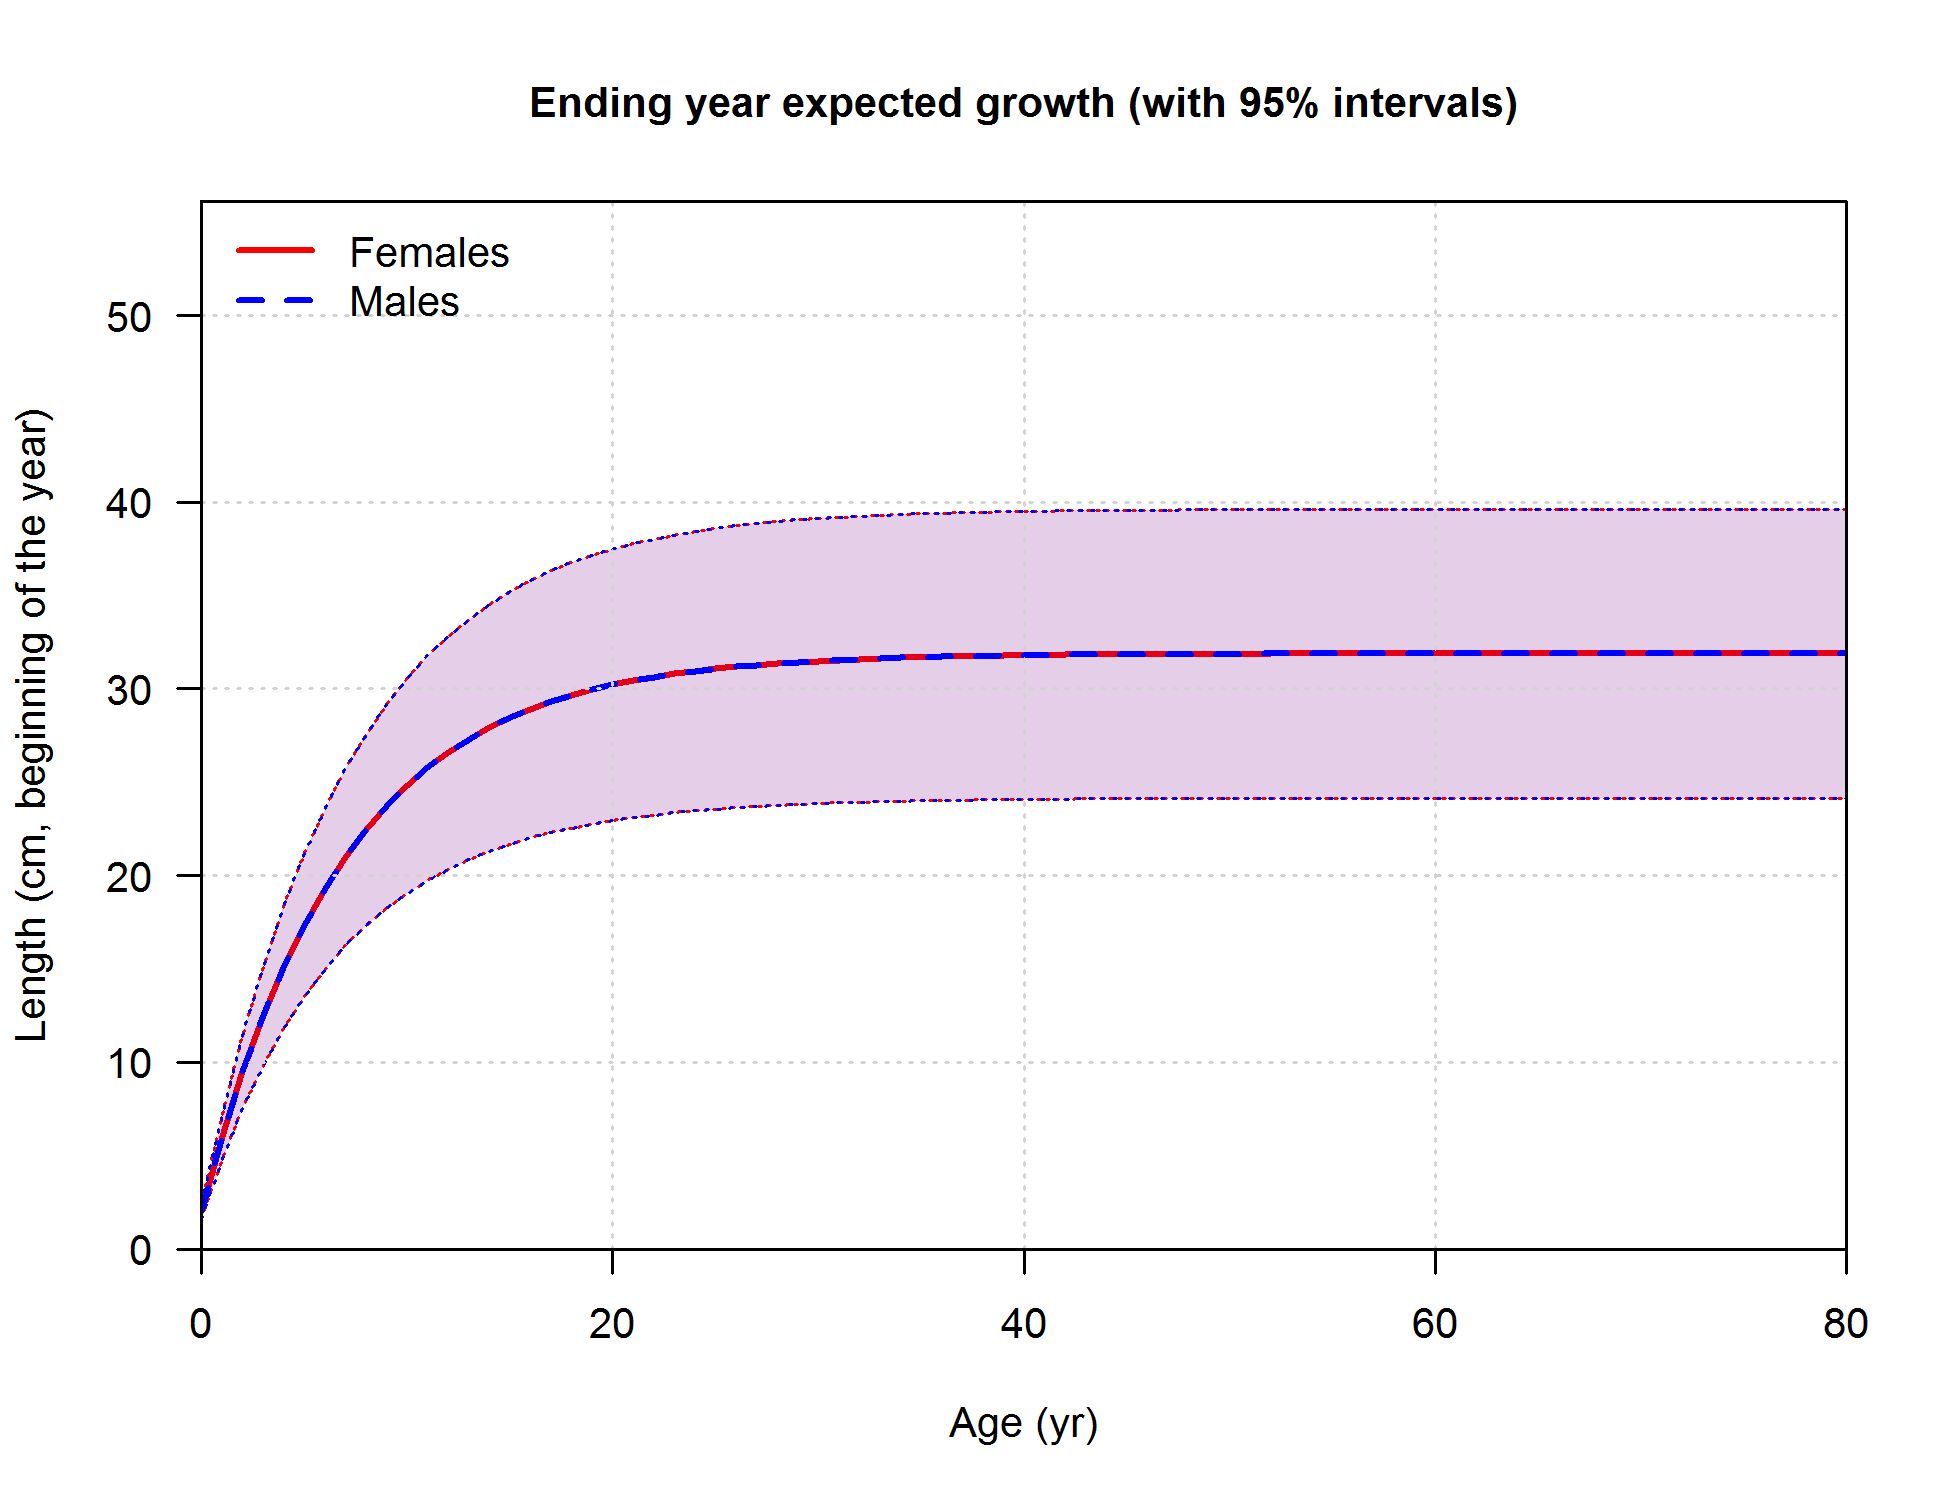 Ending year expected growth (with 95% intervals)
Females
Males
50
40
30
20
10
0
Length (cm, beginning of the year)
0 20 40 60 80
Age (yr)